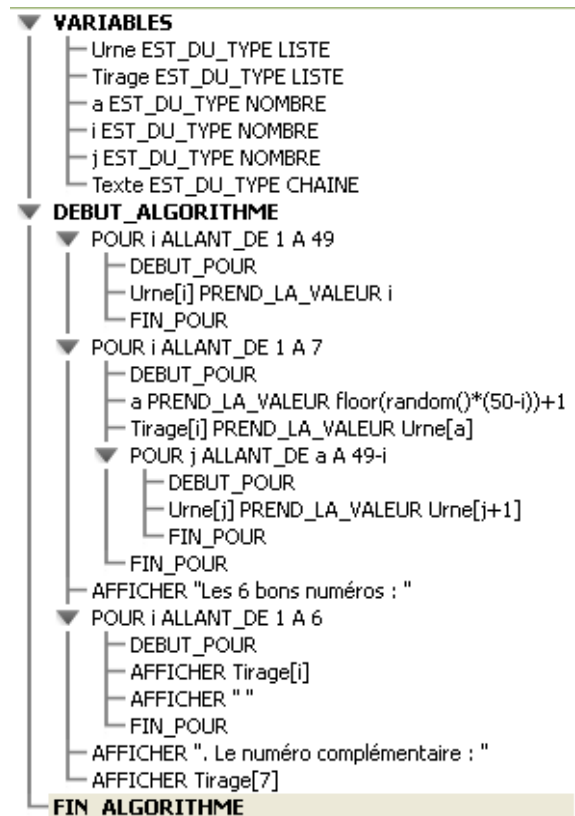 VARIABLES
Urne EST_DU_TYPE LISTE
Tirage EST_DU_TYPE LISTE
a EST_DU_TYPE NOMBRE
i EST_DU_TYPE NOMBRE
j EST_DU_TYPE NOMBRE
Texte EST_DU_TYPE CHAINE
DEBUT_ALGORITHME
POUR i ALLANT_DE 1 A 49
DEBUT_POUR
Urne[i] PREND_LA_VALEUR i
FIN_POUR
POUR i ALLANT_DE 1 A 7
DEBUT_POUR
a PREND_LA_VALEUR floor(random()*(50-i))+1
Tirage[i] PREND_LA_VALEUR Urne[a]
POUR j ALLANT_DE a A 49-i
DEBUT_POUR
Urne[j] PREND_LA_VALEUR Urne[j+1]
FIN_POUR
FIN_POUR
AFFICHER "Les 6 bons numéros : "
POUR i ALLANT_DE 1 A 6
DEBUT_POUR
AFFICHER Tirage[i]
AFFICHER " "
FIN_POUR
AFFICHER ". Le numéro complémentaire : "
AFFICHER Tirage[7]
FIN_ALGORITHME